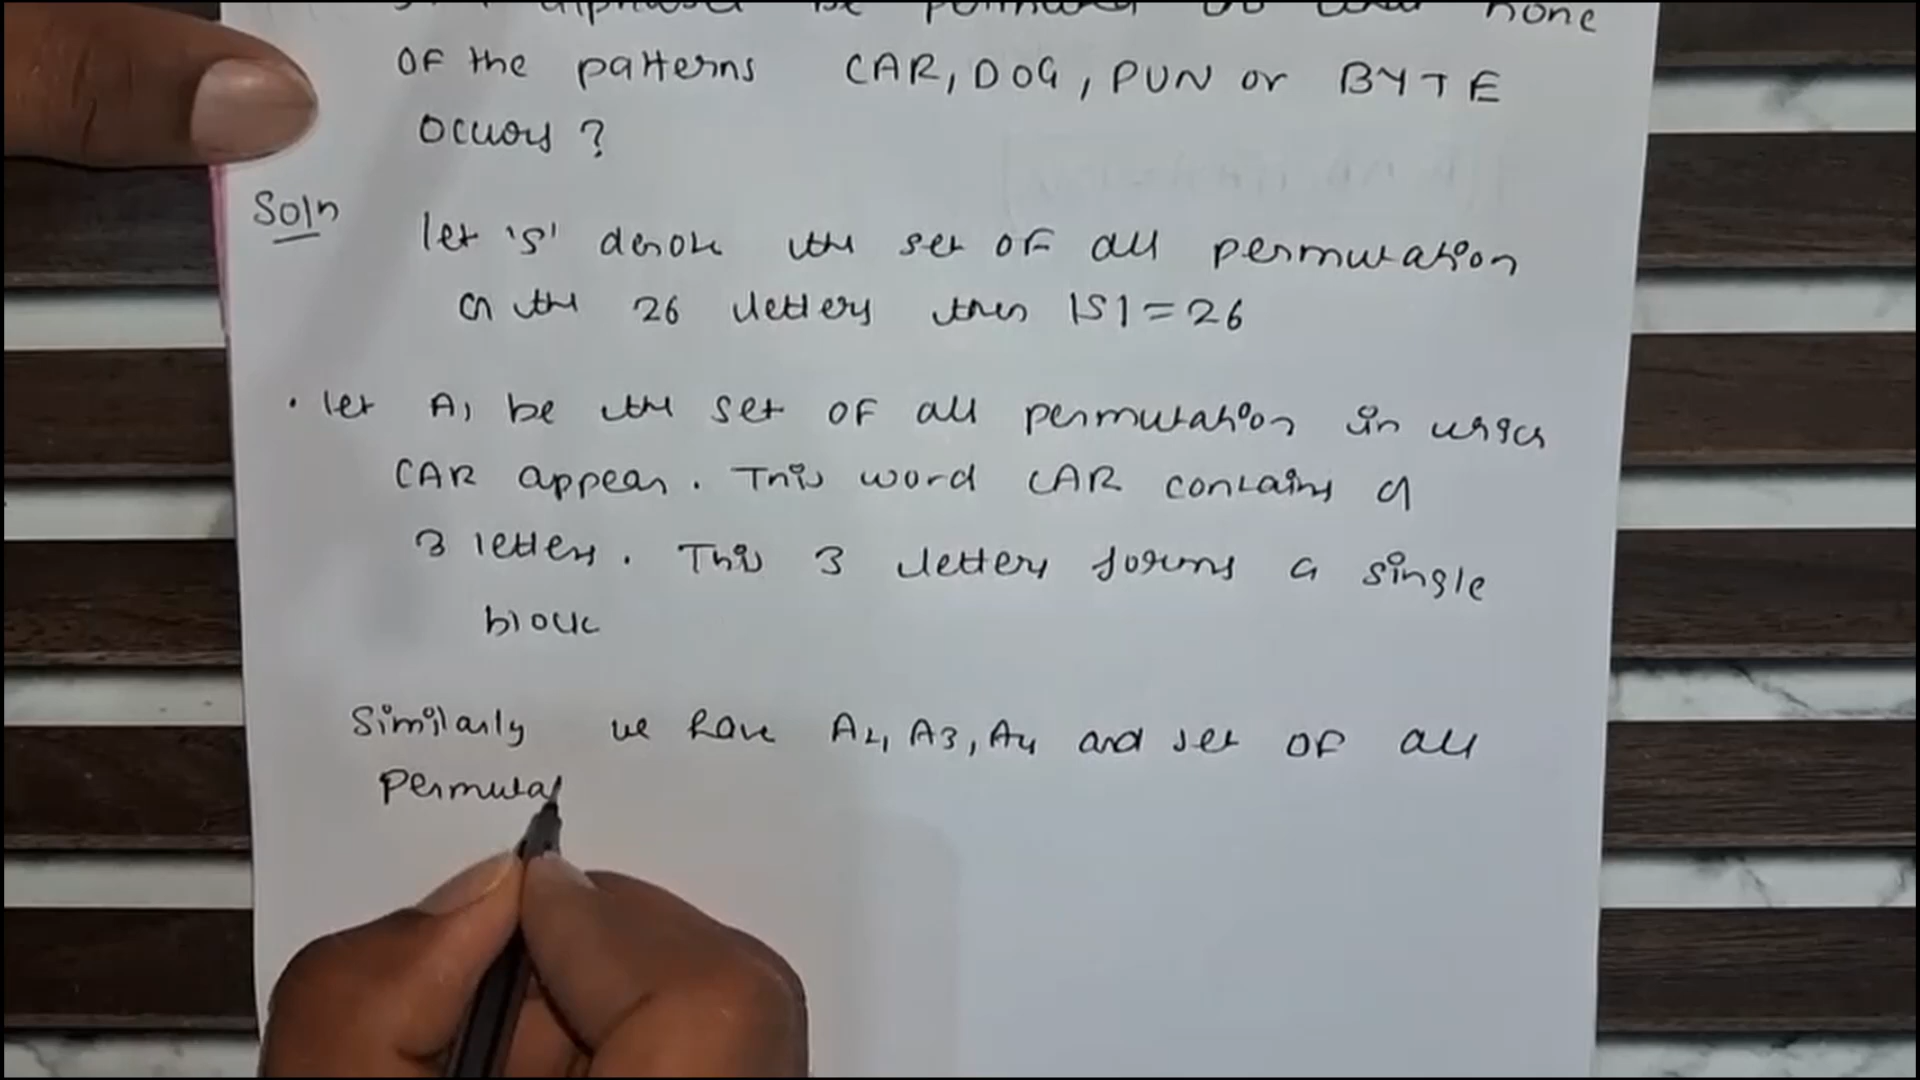 none
OF the patterns CAR, DOG, PUN or BYTE
Occurs ?
Soln
let 'S' denote the set OF all permutation
of the 26 letters then |S| = 26
• let A1 be the set OF all permutation in which
CAR appear. This word CAR contains of
3 letters. This 3 letters forms a single
block
Similarly we have A2, A3, A4 and set OF all
Permuta